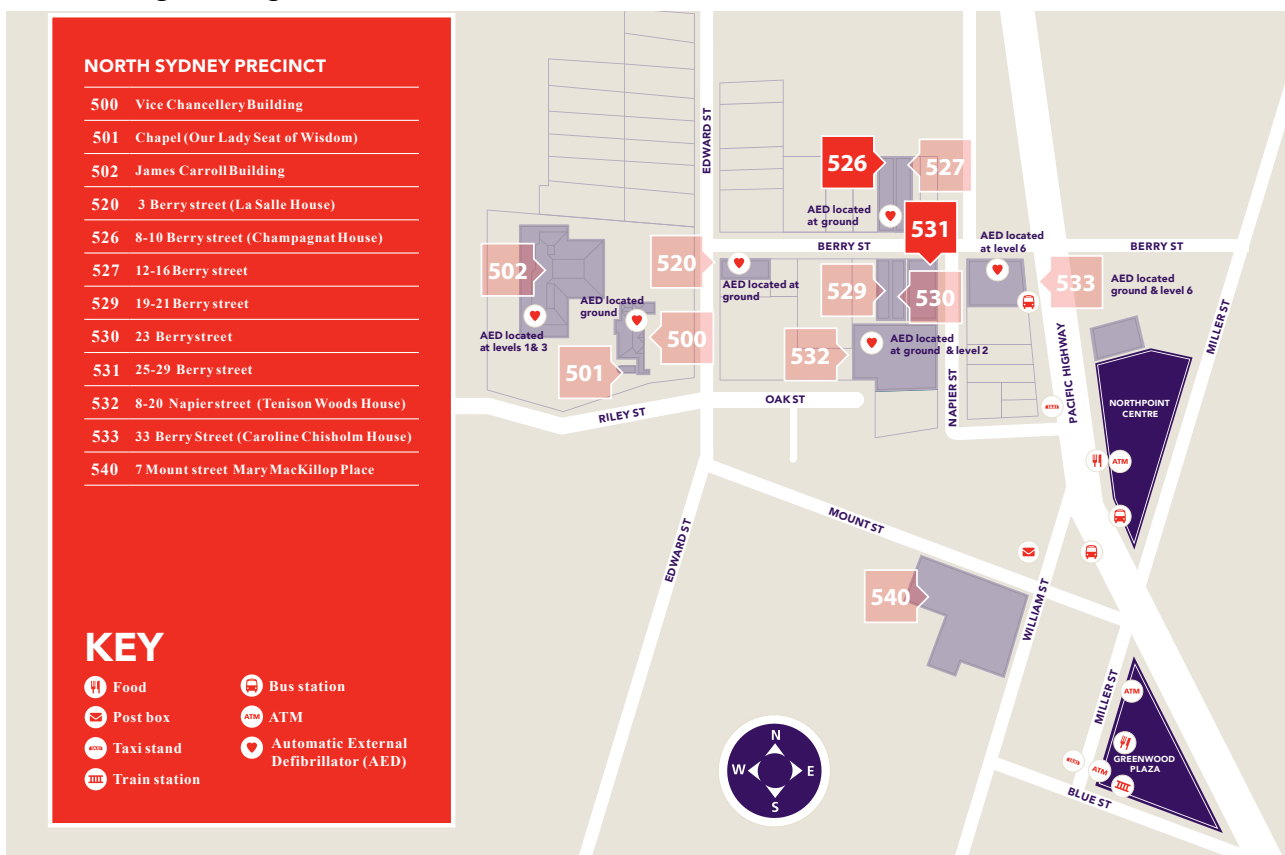 NORTH SYDNEY PRECINCT
500 Vice Chancellery Building
501 Chapel (Our Lady Seat of Wisdom)
502 James Carroll Building
520 3 Berry street (La Salle House)
526 8-10 Berry street (Champagnat House)
527 12-16 Berry street
529 19-21 Berry street
530 23 Berry street
531 25-29 Berry street
532 8-20 Napier street (Tenison Woods House)
533 33 Berry Street (Caroline Chisholm House)
540 7 Mount street Mary MacKillop Place
KEY
Food
Post box
Taxi stand
Train station
Bus station
ATM
ATM
Automatic External
Defibrillator (AED)
EDWARD ST
526
527
AED located
at ground
531
BERRY ST
AED located
at level 6
BERRY ST
502
520
AED located at
ground
529
530
533
AED located
ground & level 6
AED located
ground
AED located
at levels 1 & 3
500
501
532
AED located
at ground & level 2
NAPIER ST
PACIFIC HIGHWAY
MILLER ST
RILEY ST
OAK ST
TAXI
NORTHPOINT
CENTRE
ATM
EDWARD ST
MOUNT ST
540
WILLIAM ST
MILLER ST
ATM
GREENWOOD
PLAZA
ATM
BLUE ST
N
W
E
S